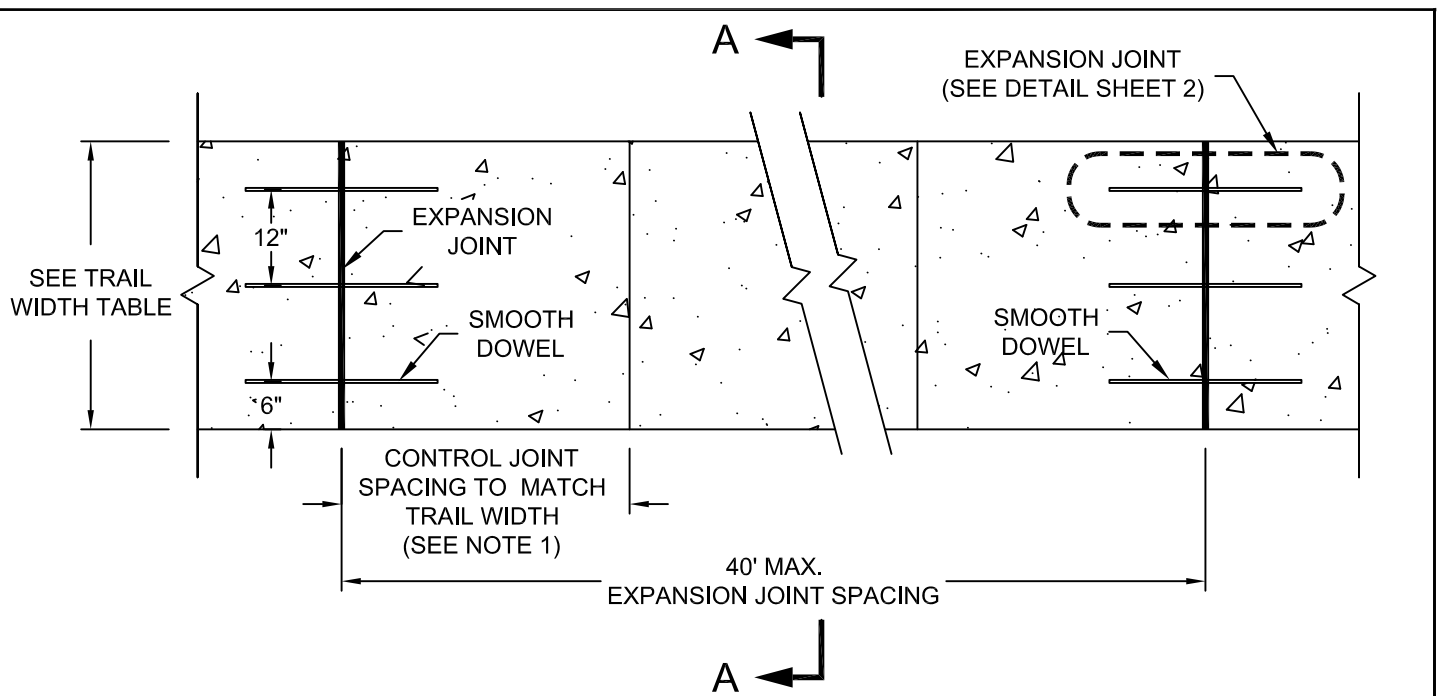 A
EXPANSION JOINT
(SEE DETAIL SHEET 2)
12"
EXPANSION
JOINT
SEE TRAIL
WIDTH TABLE
SMOOTH
DOWEL
SMOOTH
DOWEL
6"
CONTROL JOINT
SPACING TO MATCH
TRAIL WIDTH
(SEE NOTE 1)
40' MAX.
EXPANSION JOINT SPACING
A